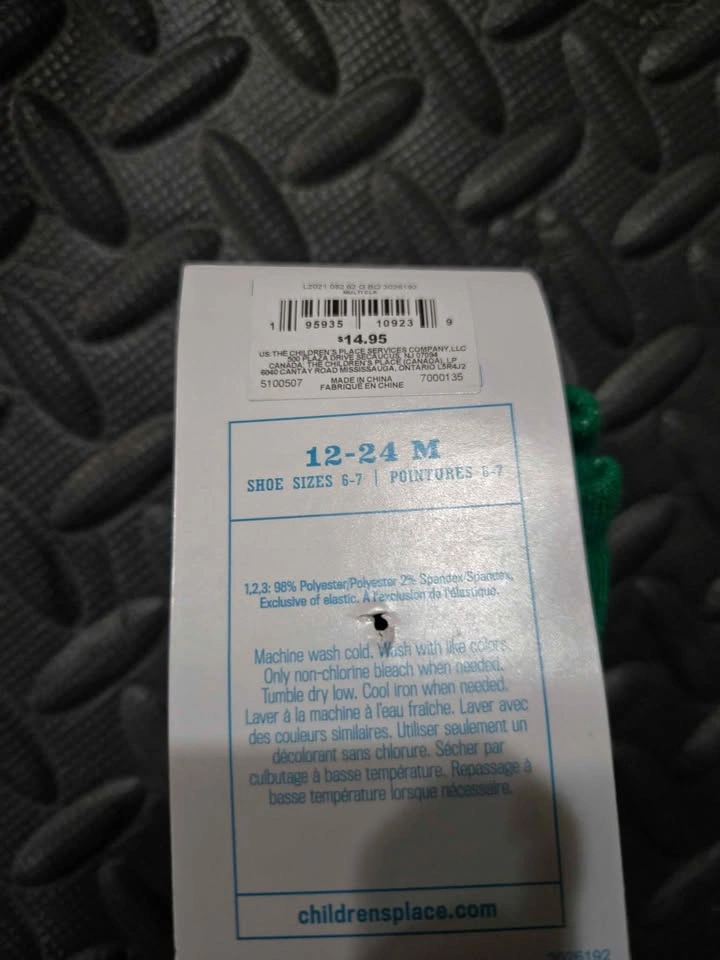 L2021 082 82 G BQ 3026192
MULTI CLR
1 95935 10923 9
$14.95
US:THE CHILDREN'S PLACE SERVICES COMPANY,LLC
500 PLAZA DRIVE SECAUCUS, NJ 07094
CANADA, THE CHILDREN'S PLACE (CANADA), LP
6040 CANTAY ROAD MISSISSAUGA, ONTARIO L5R4J2
5100507 MADE IN CHINA 7000135
FABRIQUÉ EN CHINE
12-24 M
SHOE SIZES 6-7 | POINTURES 6-7
1,2,3: 98% Polyester/Polyester 2% Spandex/Spandex,
Exclusive of elastic. À l'exclusion de l'élastique.
Machine wash cold. Wash with like colors.
Only non-chlorine bleach when needed.
Tumble dry low. Cool iron when needed.
Laver à la machine à l'eau fraîche. Laver avec
des couleurs similaires. Utiliser seulement un
décolorant sans chlorure. Sécher par
culbutage à basse température. Repassage à
basse température lorsque nécessaire.
childrensplace.com
3026192